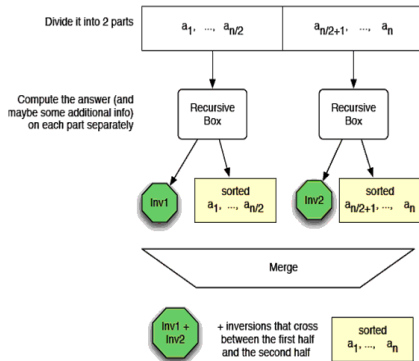 Divide it into 2 parts
a1, ..., an/2
an/2+1, ..., an
Compute the answer (and
maybe some additional info)
on each part separately
Recursive
Box
Recursive
Box
Inv1
sorted
a1, ..., an/2
Inv2
sorted
an/2+1, ..., an
Merge
Inv1 +
Inv2
+ inversions that cross
between the first half
and the second half
sorted
a1, ..., an